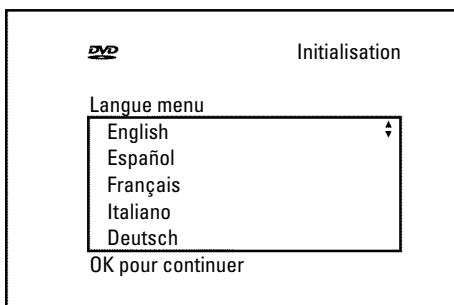 DVD Initialisation
Langue menu
English
Español
Français
Italiano
Deutsch
OK pour continuer